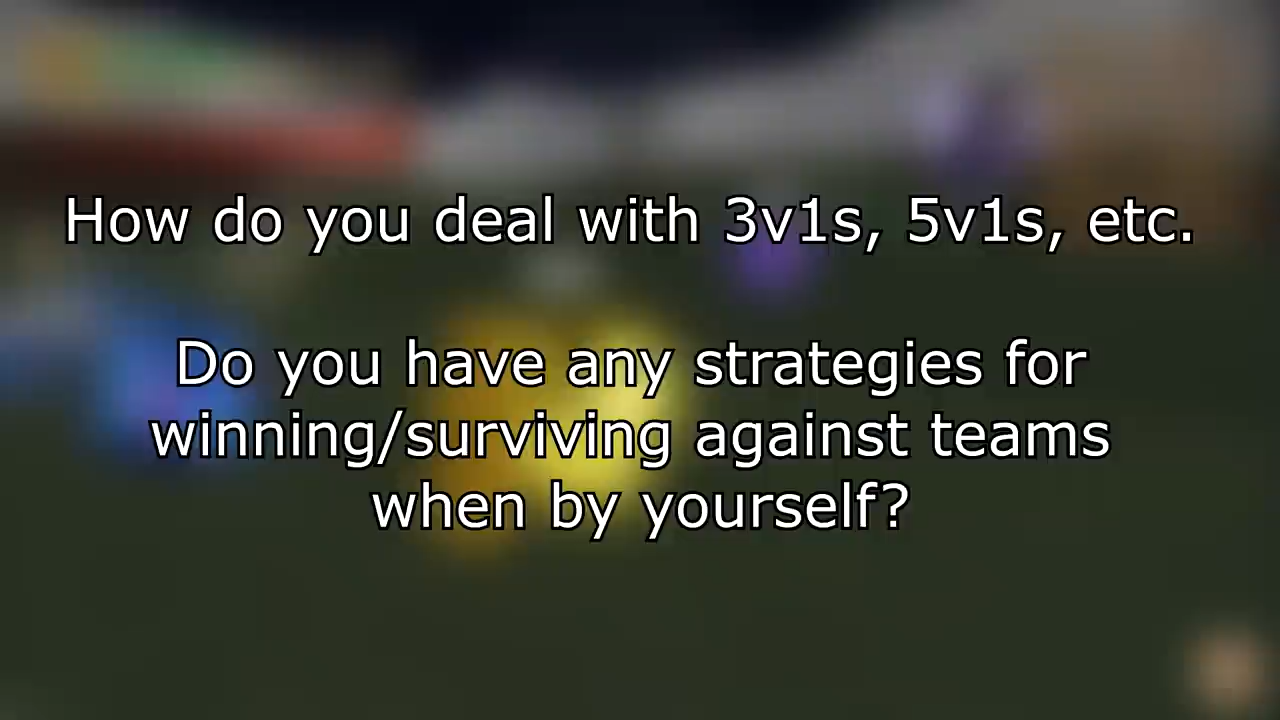 How do you deal with 3v1s, 5v1s, etc.
Do you have any strategies for
winning/surviving against teams
when by yourself?